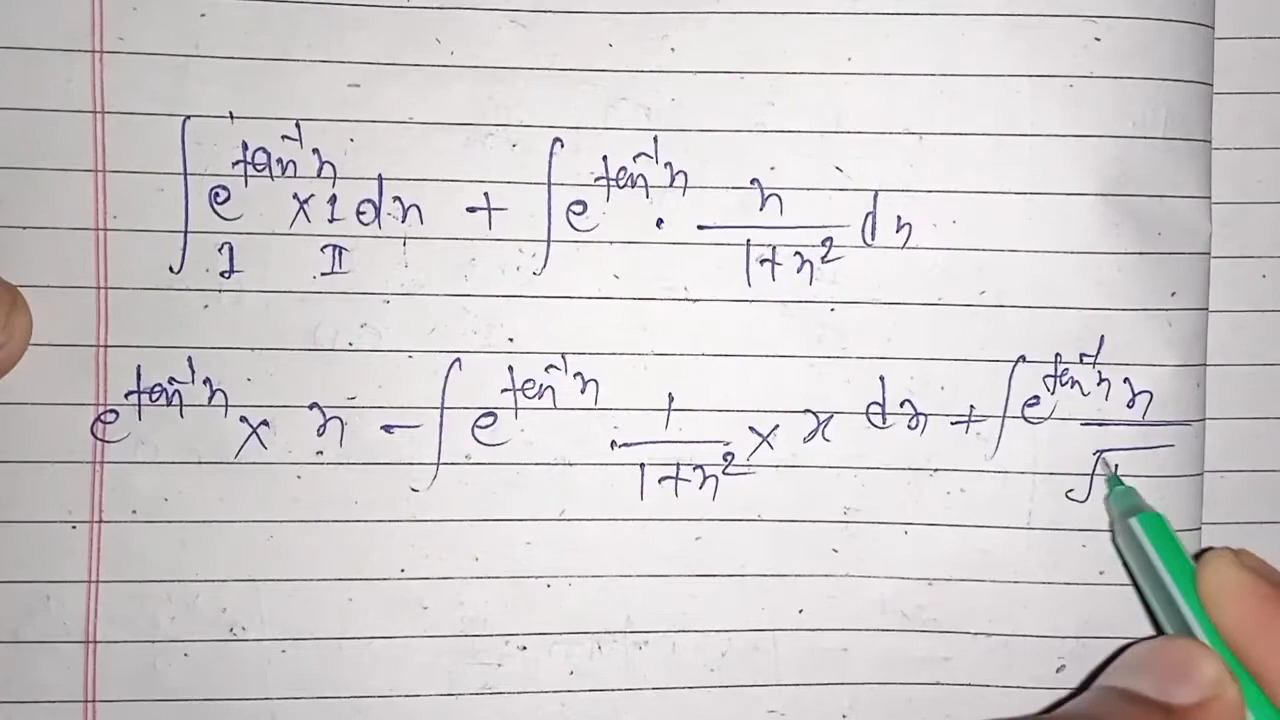 ∫ e^{tan⁻¹x} × 1 dx + ∫ e^{tan⁻¹x} · x/(1+x²) dx
I II
e^{tan⁻¹x} × x - ∫ e^{tan⁻¹x} · 1/(1+x²) × x dx + ∫ e^{tan⁻¹x} x/√